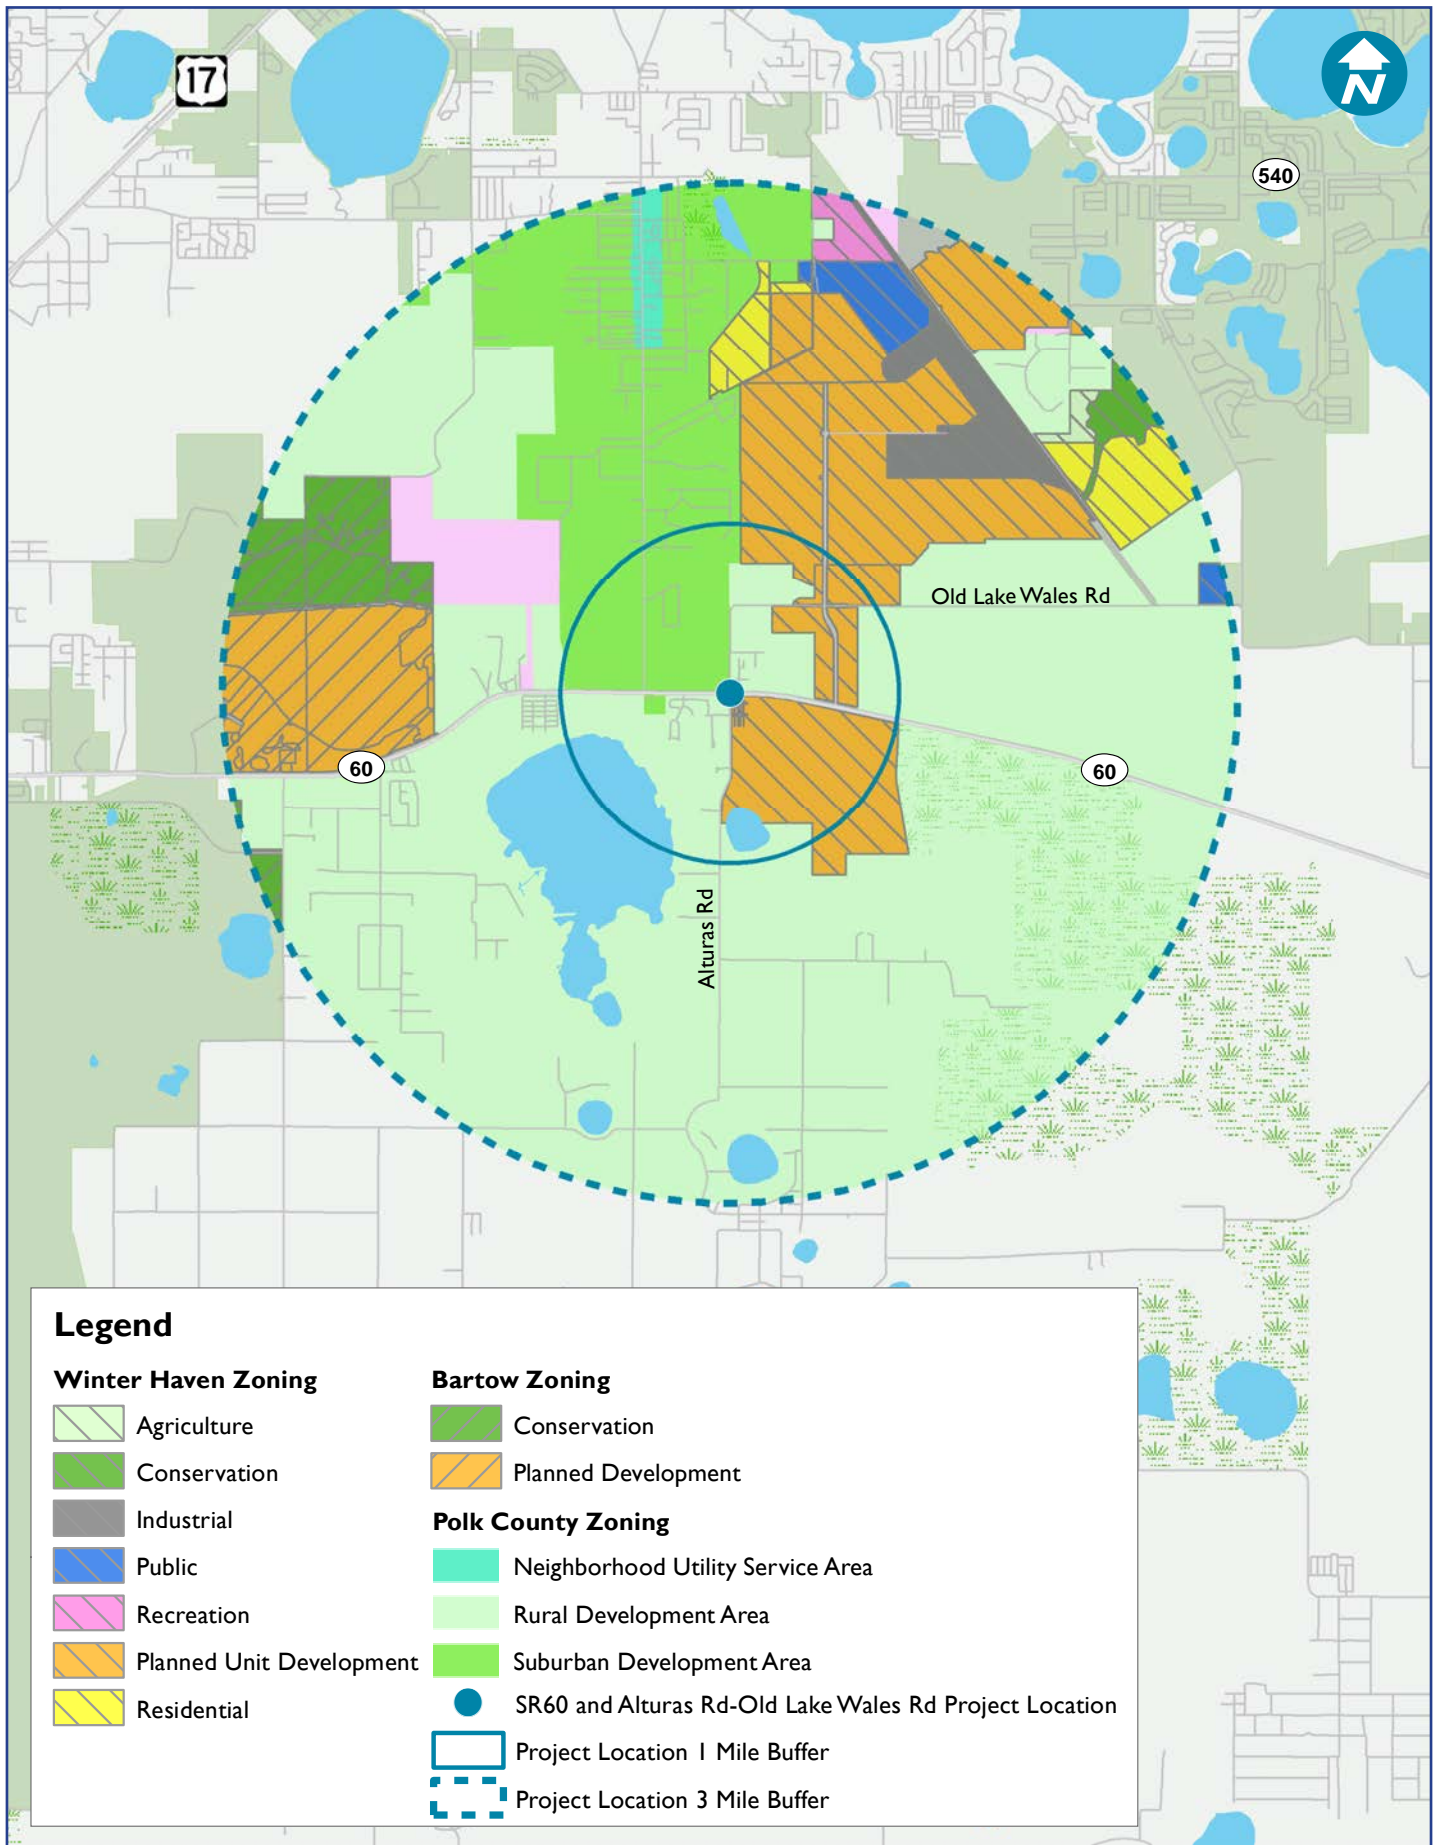 17
N
540
Old Lake Wales Rd
60
60
Alturas Rd
Legend
Winter Haven Zoning
Agriculture
Conservation
Industrial
Public
Recreation
Planned Unit Development
Residential
Bartow Zoning
Conservation
Planned Development
Polk County Zoning
Neighborhood Utility Service Area
Rural Development Area
Suburban Development Area
SR60 and Alturas Rd-Old Lake Wales Rd Project Location
Project Location 1 Mile Buffer
Project Location 3 Mile Buffer